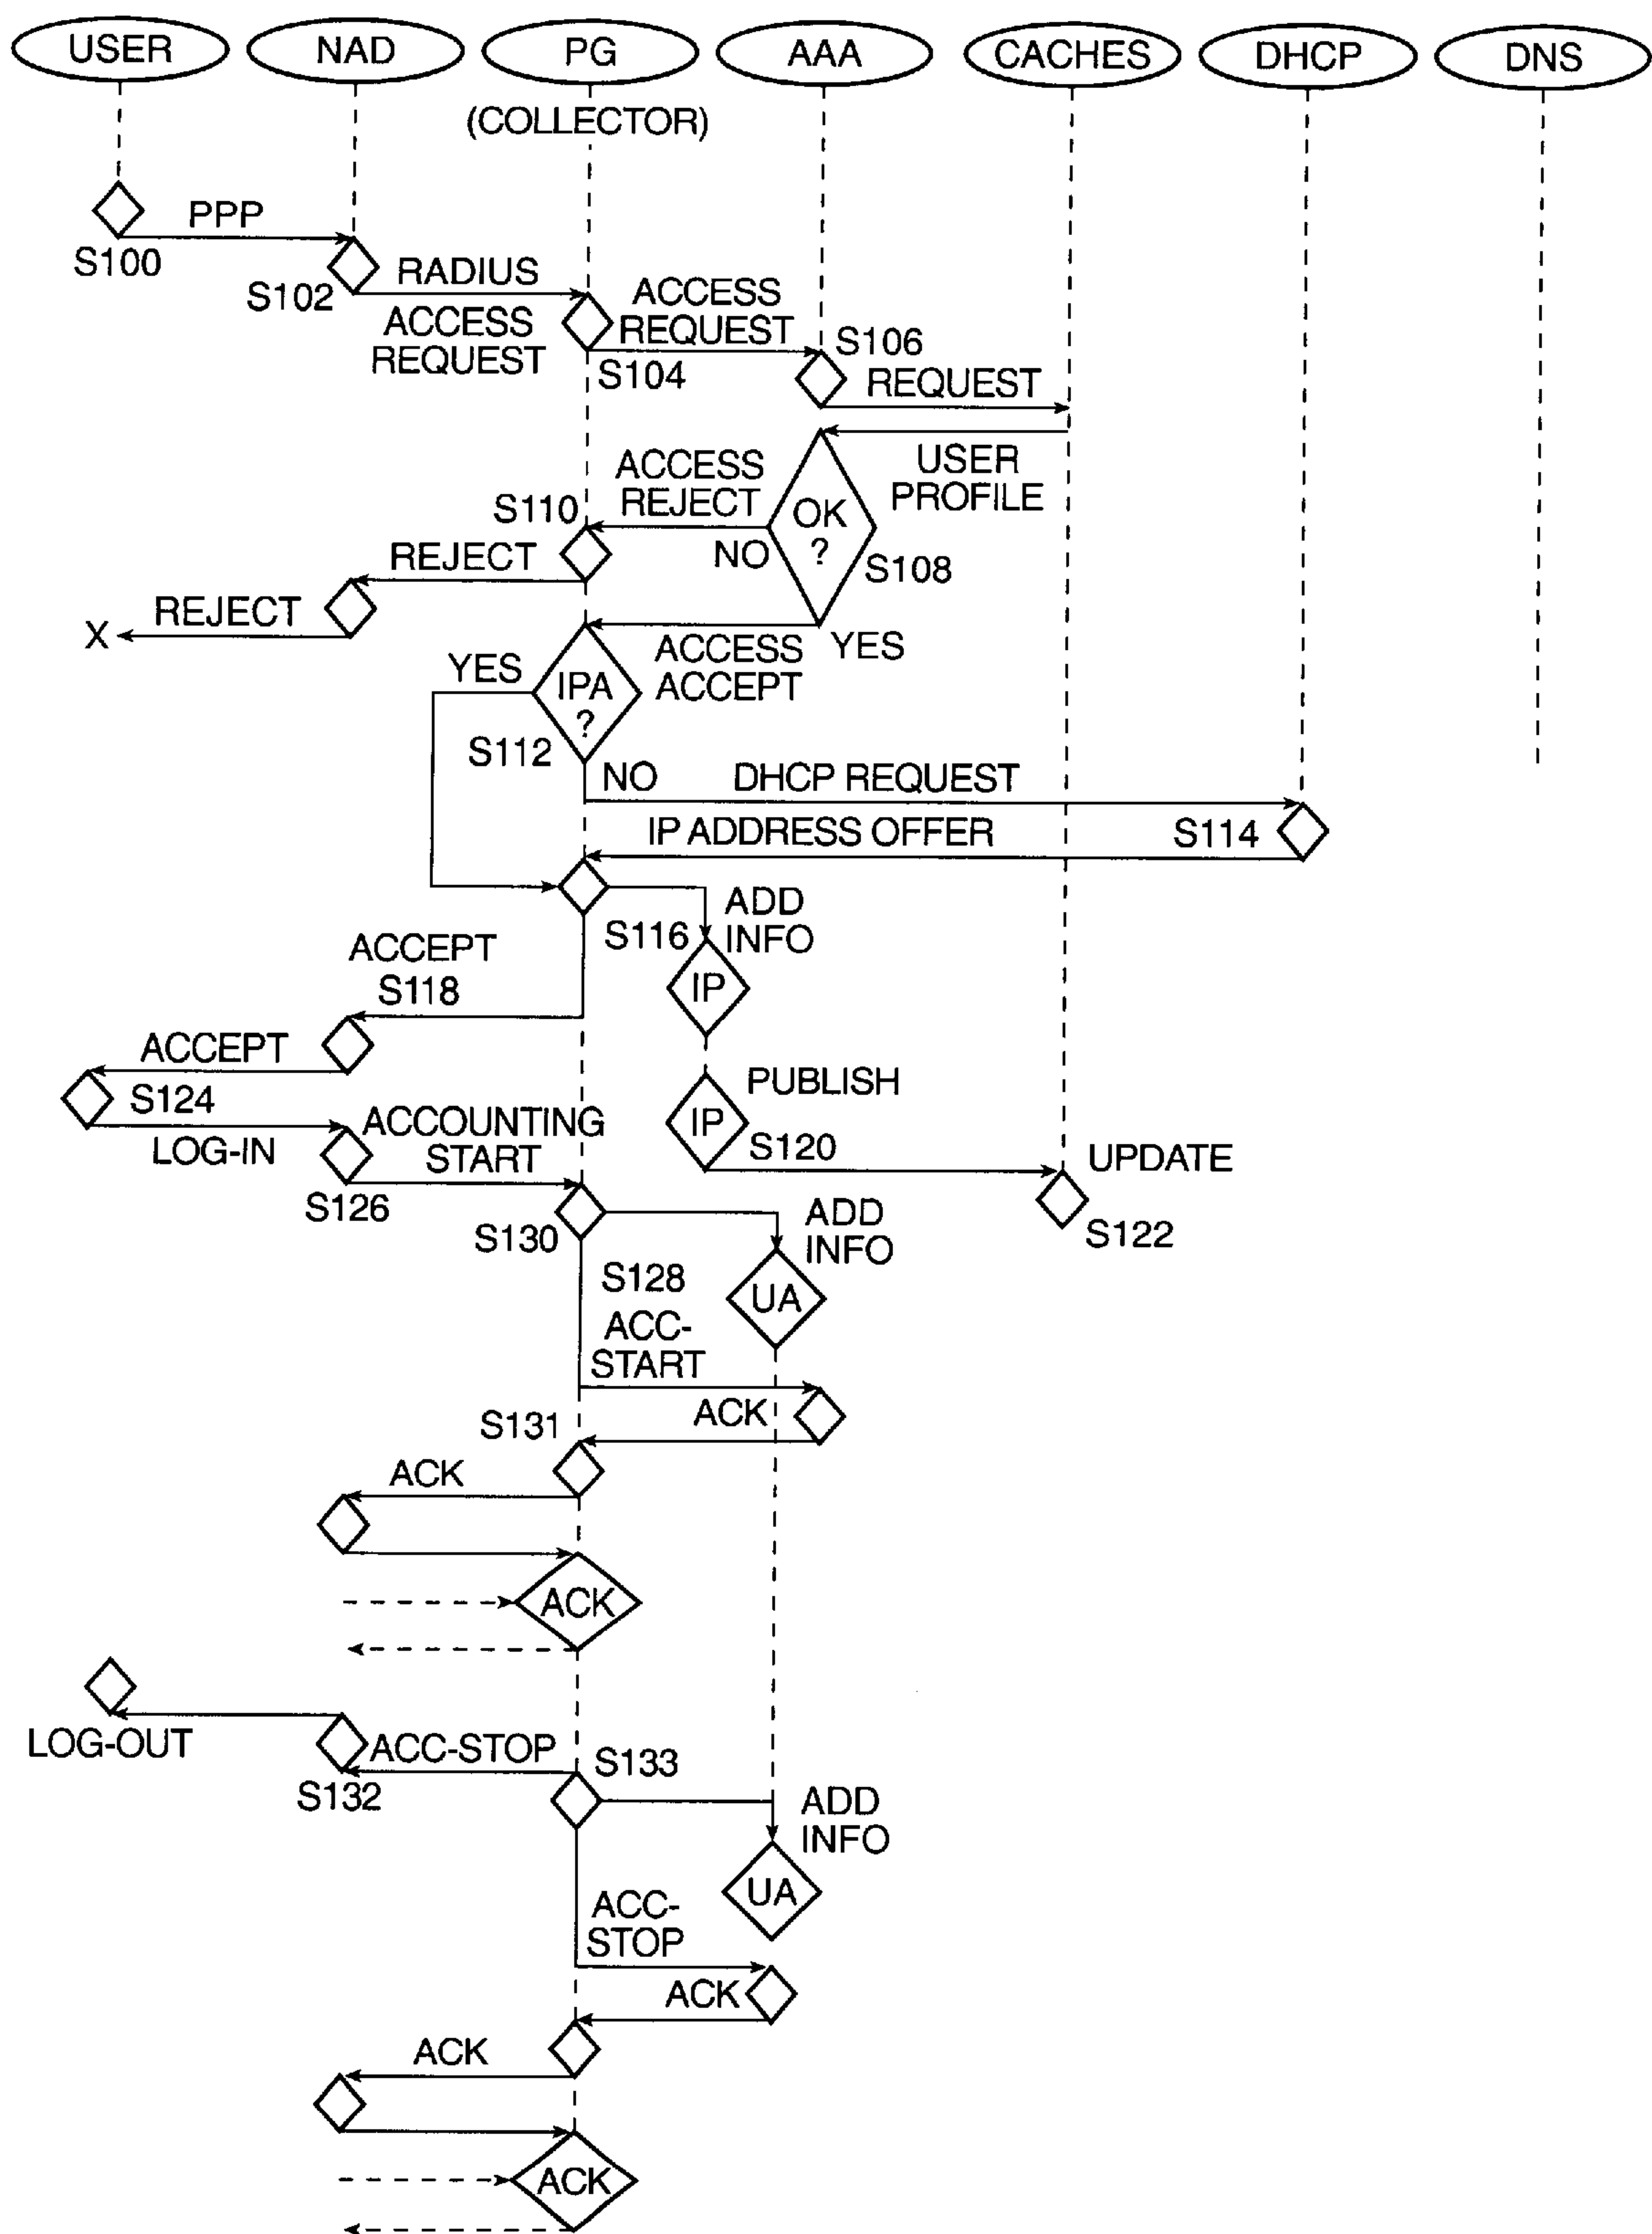 USER NAD PG AAA CACHES DHCP DNS
(COLLECTOR)
PPP
S100
RADIUS
S102
ACCESS
REQUEST
ACCESS
REQUEST
S104
S106
REQUEST
USER
PROFILE
ACCESS
REJECT
OK
?
S110
NO
S108
REJECT
REJECT
X
YES
ACCESS
ACCEPT
YES
IPA
?
S112
NO
DHCP REQUEST
IP ADDRESS OFFER
S114
ADD
INFO
S116
ACCEPT
S118
IP
ACCEPT
S124
PUBLISH
IP
S120
LOG-IN
ACCOUNTING
START
UPDATE
S126
S122
S130
ADD
INFO
S128
UA
ACC-
START
ACK
S131
ACK
ACK
LOG-OUT
ACC-STOP
S133
S132
ADD
INFO
UA
ACC-
STOP
ACK
ACK
ACK